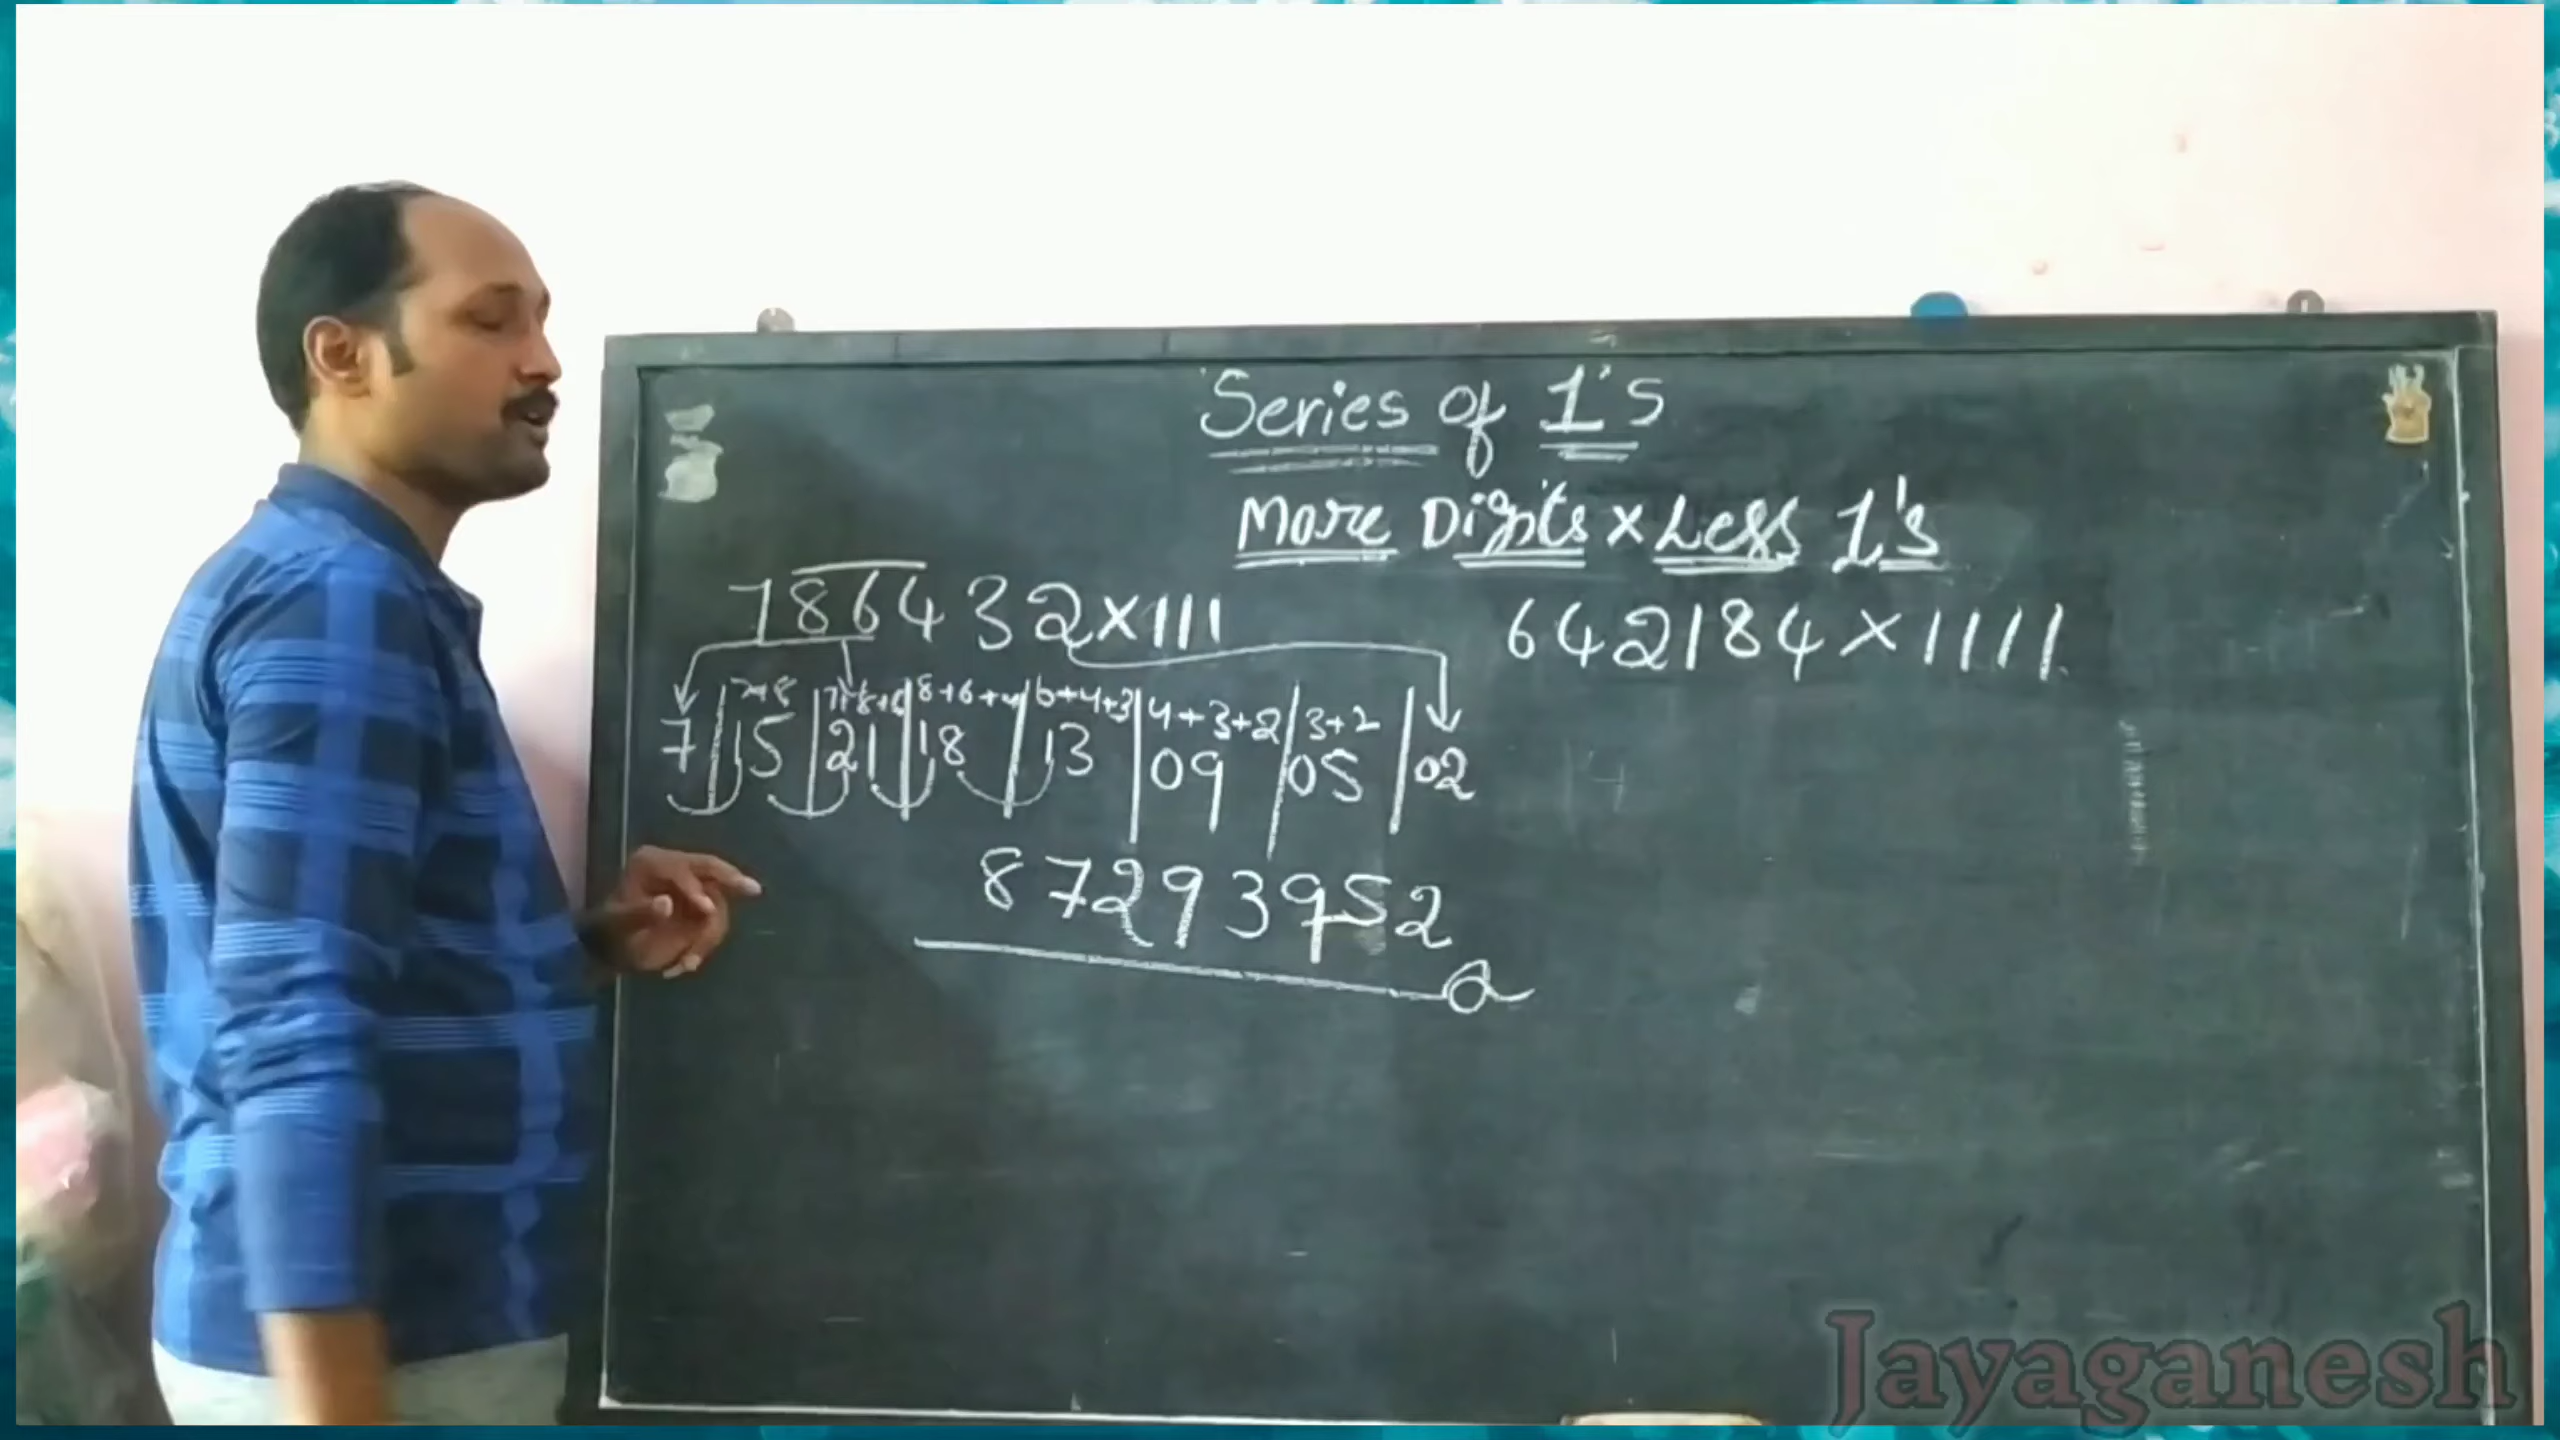 Series of 1's
More Digits × Less 1's
786432×111
642184×1111
7+8 7+8+6 8+6+4 6+4+3 4+3+2 3+2
7 | 15 | 21 | 18 | 13 | 09 | 05 | 02
87293952
Jayaganesh